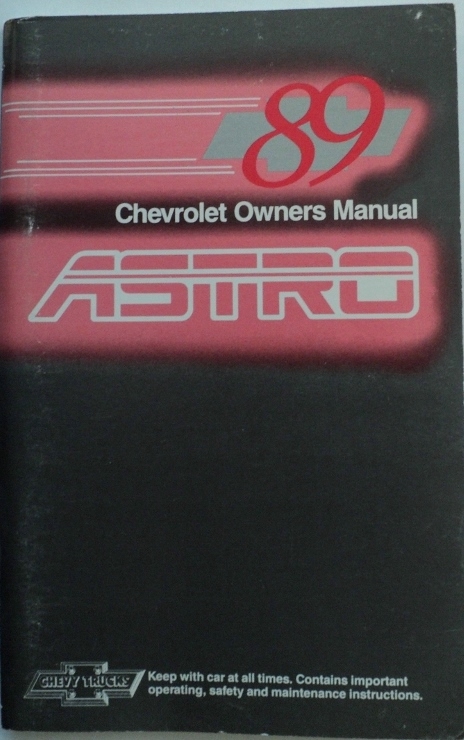 89
Chevrolet Owners Manual
ASTRO
CHEVY TRUCKS
Keep with car at all times. Contains important
operating, safety and maintenance instructions.